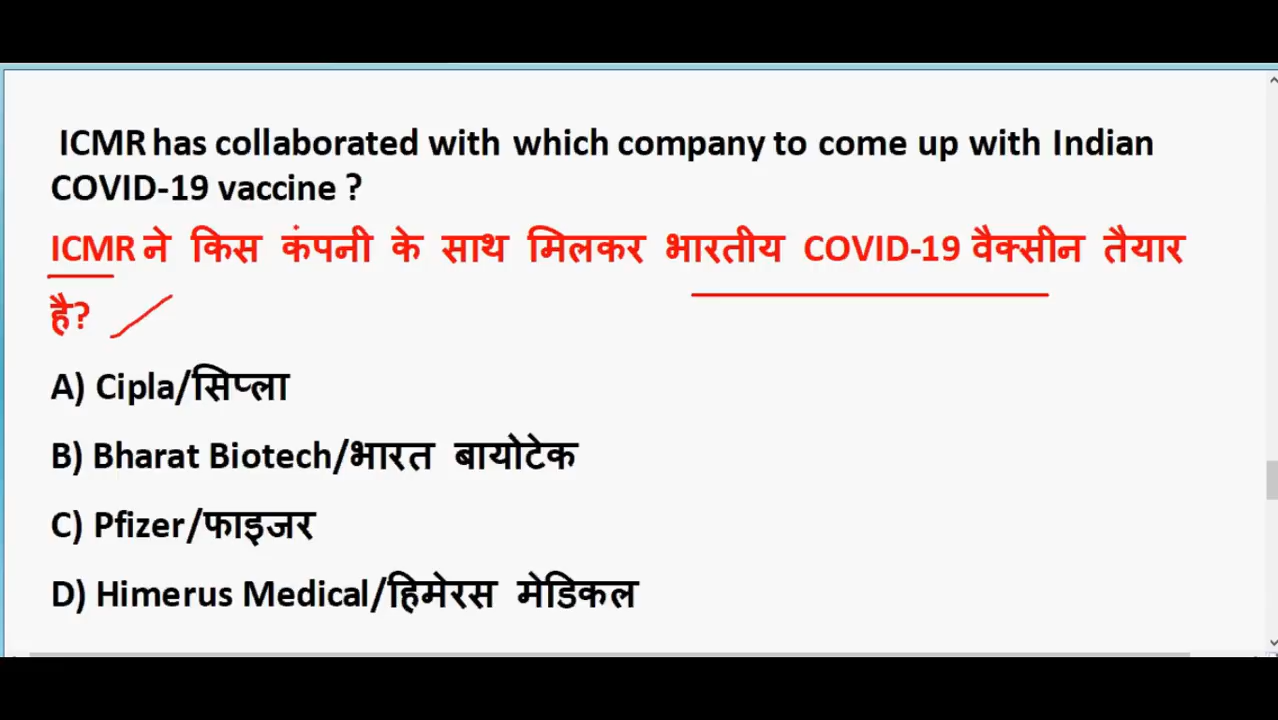 ICMR has collaborated with which company to come up with Indian
COVID-19 vaccine ?
ICMR ने किस कंपनी के साथ मिलकर भारतीय COVID-19 वैक्सीन तैयार
है?
A) Cipla/सिप्ला
B) Bharat Biotech/भारत बायोटेक
C) Pfizer/फाइजर
D) Himerus Medical/हिमेरस मेडिकल